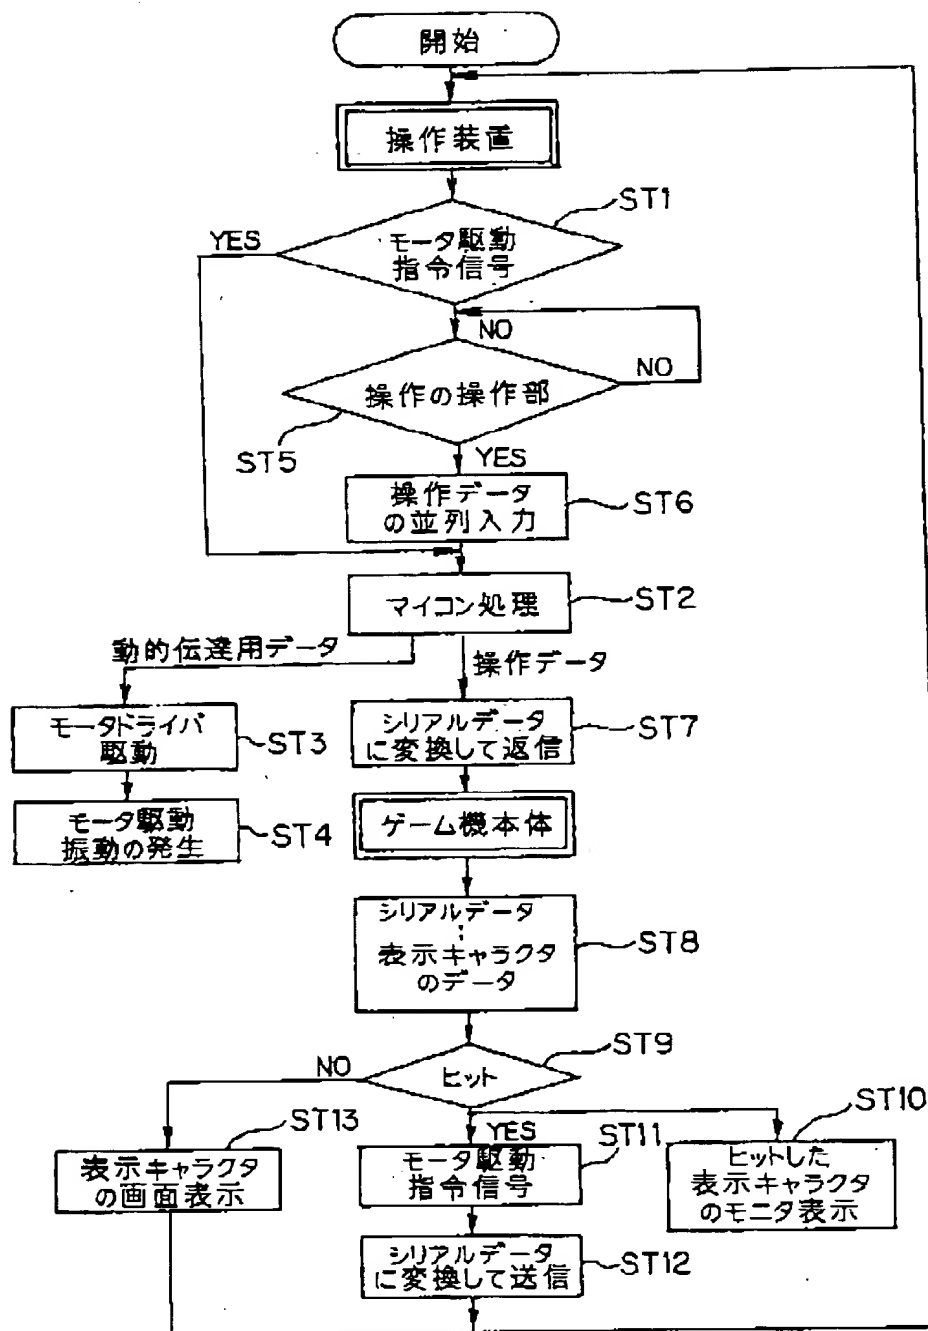 開始
操作装置
ST1
YES
モータ駆動
指令信号
NO
NO
操作の操作部
ST5
YES
操作データ
の並列入力
ST6
マイコン処理
ST2
動的伝達用データ
操作データ
モータドライバ
駆動
ST3
シリアルデータ
に変換して返信
ST7
モータ駆動
振動の発生
ST4
ゲーム機本体
シリアルデータ
表示キャラクタ
のデータ
ST8
ST9
NO
ヒット
ST13
YES
ST11
ST10
表示キャラクタ
の画面表示
モータ駆動
指令信号
ヒットした
表示キャラクタ
のモニタ表示
シリアルデータ
に変換して送信
ST12